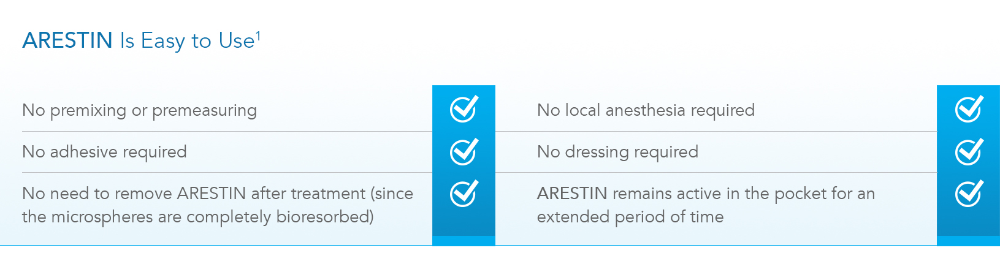 ARESTIN Is Easy to Use1
No premixing or premeasuring
No local anesthesia required
No adhesive required
No dressing required
No need to remove ARESTIN after treatment (since
the microspheres are completely bioresorbed)
ARESTIN remains active in the pocket for an
extended period of time